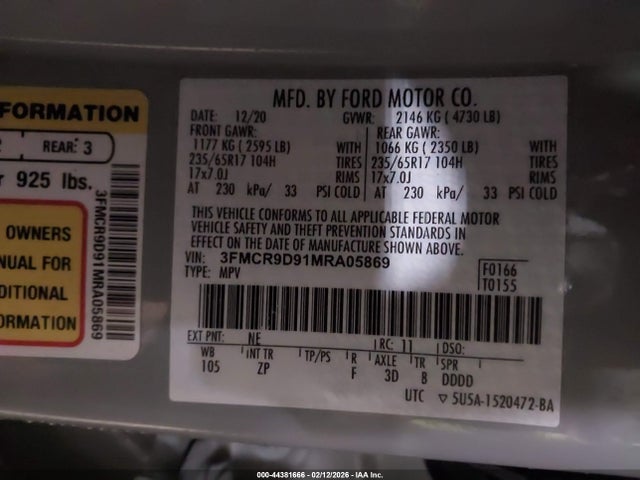 FORMATION
REAR: 3
925 lbs.
OWNERS
NUAL FOR
DITIONAL
ORMATION
3FMCR9D91MRA05869
MFD. BY FORD MOTOR CO.
DATE: 12/20 GVWR: 2146 KG ( 4730 LB)
FRONT GAWR: REAR GAWR:
1177 KG ( 2595 LB) WITH 1066 KG ( 2350 LB) WITH
235/65R17 104H TIRES 235/65R17 104H TIRES
17x7.0J RIMS 17x7.0J RIMS
AT 230 kPa/ 33 PSI COLD AT 230 kPa/ 33 PSI COLD
THIS VEHICLE CONFORMS TO ALL APPLICABLE FEDERAL MOTOR
VEHICLE SAFETY AND THEFT PREVENTION STANDARDS IN
EFFECT ON THE DATE OF MANUFACTURE SHOWN ABOVE.
VIN: 3FMCR9D91MRA05869
TYPE: MPV
F0166
T0155
EXT PNT: NE RC: 11 DSO:
WB INT TR TP/PS R AXLE TR SPR
105 ZP F 3D B DDDD
UTC ▽ 5U5A-1520472-BA
000-44381666 - 02/12/2026 - IAA Inc.